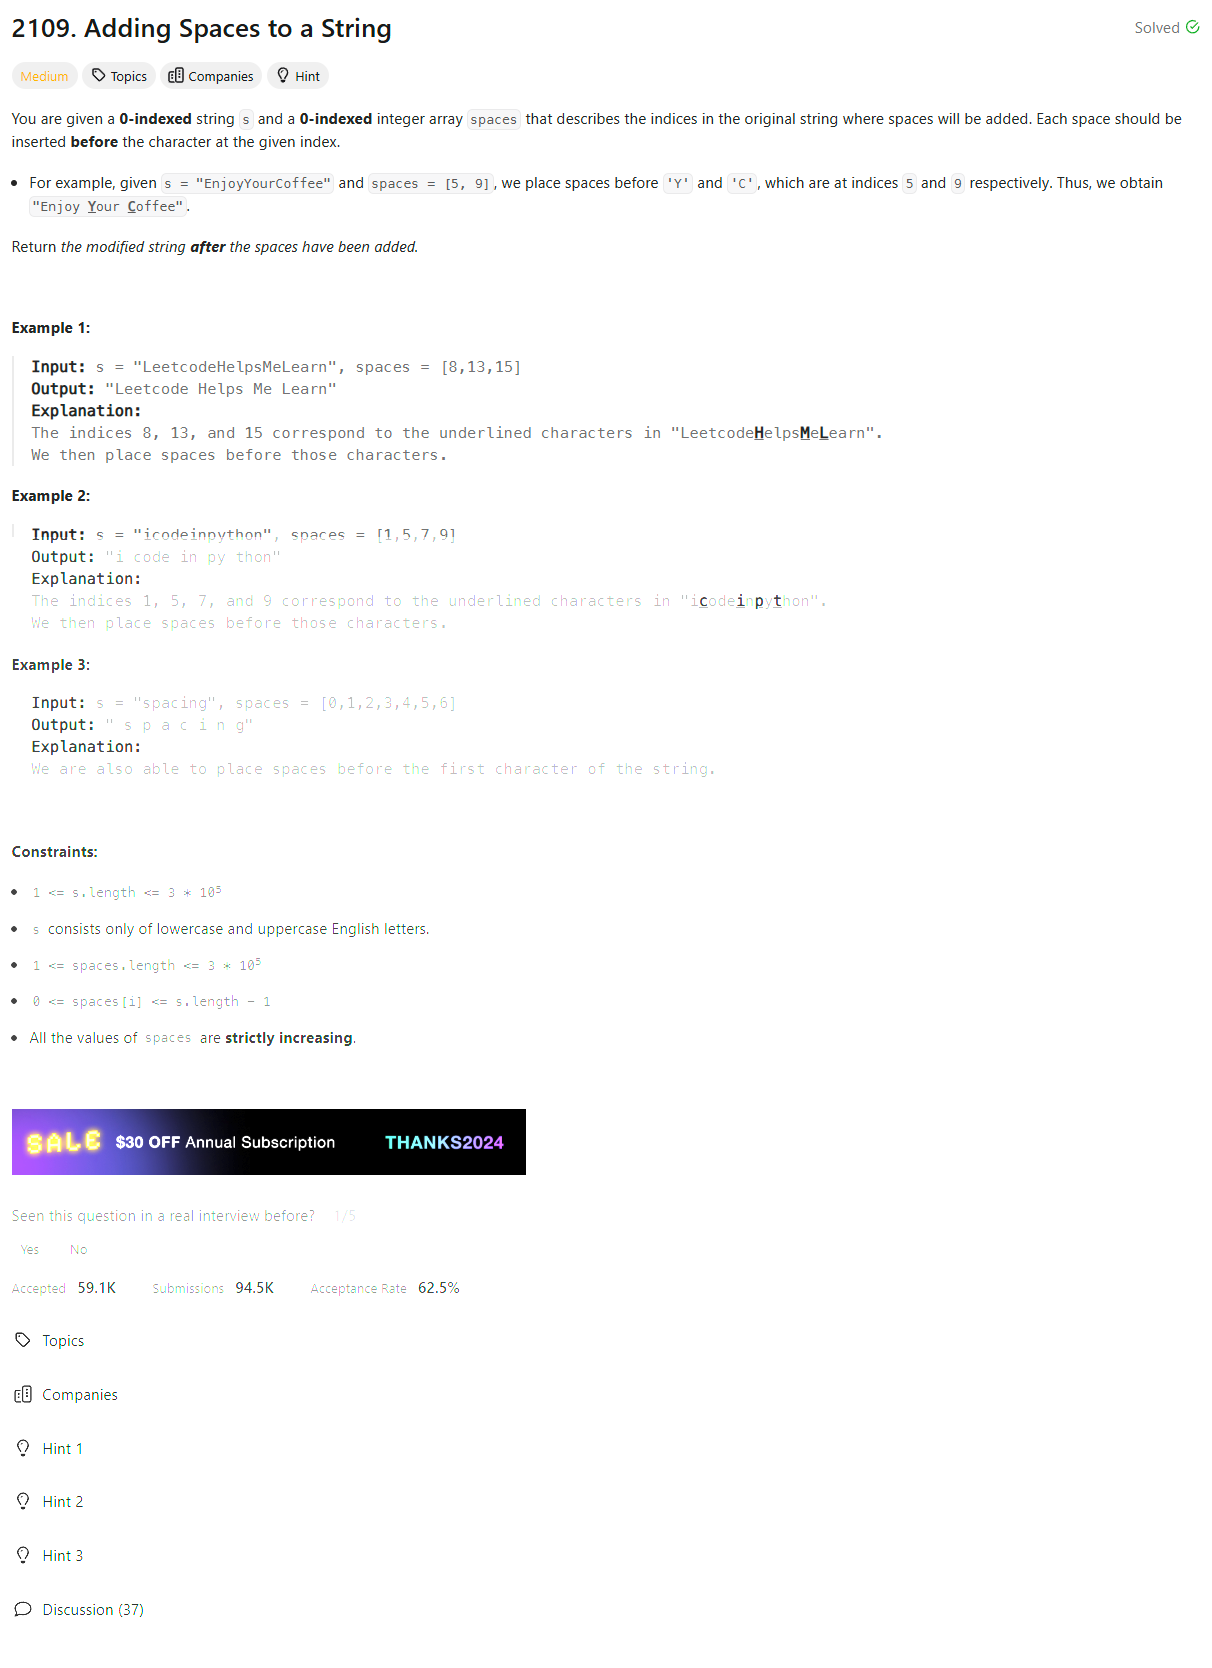 2109. Adding Spaces to a String
Solved
Medium Topics Companies Hint
You are given a 0-indexed string s and a 0-indexed integer array spaces that describes the indices in the original string where spaces will be added. Each space should be
inserted before the character at the given index.
• For example, given s = "EnjoyYourCoffee" and spaces = [5, 9], we place spaces before 'Y' and 'C', which are at indices 5 and 9 respectively. Thus, we obtain
"Enjoy Your Coffee".
Return the modified string after the spaces have been added.
Example 1:
Input: s = "LeetcodeHelpsMeLearn", spaces = [8,13,15]
Output: "Leetcode Helps Me Learn"
Explanation:
The indices 8, 13, and 15 correspond to the underlined characters in "LeetcodeHelpsMeLearn".
We then place spaces before those characters.
Example 2:
Input: s = "icodeinpython", spaces = [1,5,7,9]
Output: "i code in py thon"
Explanation:
The indices 1, 5, 7, and 9 correspond to the underlined characters in "icodeinpython".
We then place spaces before those characters.
Example 3:
Input: s = "spacing", spaces = [0,1,2,3,4,5,6]
Output: " s p a c i n g"
Explanation:
We are also able to place spaces before the first character of the string.
Constraints:
• 1 <= s.length <= 3 * 10⁵
• s consists only of lowercase and uppercase English letters.
• 1 <= spaces.length <= 3 * 10⁵
• 0 <= spaces[i] <= s.length - 1
• All the values of spaces are strictly increasing.
SALE $30 OFF Annual Subscription THANKS2024
Seen this question in a real interview before? 1/5
Yes No
Accepted 59.1K Submissions 94.5K Acceptance Rate 62.5%
Topics
Companies
Hint 1
Hint 2
Hint 3
Discussion (37)